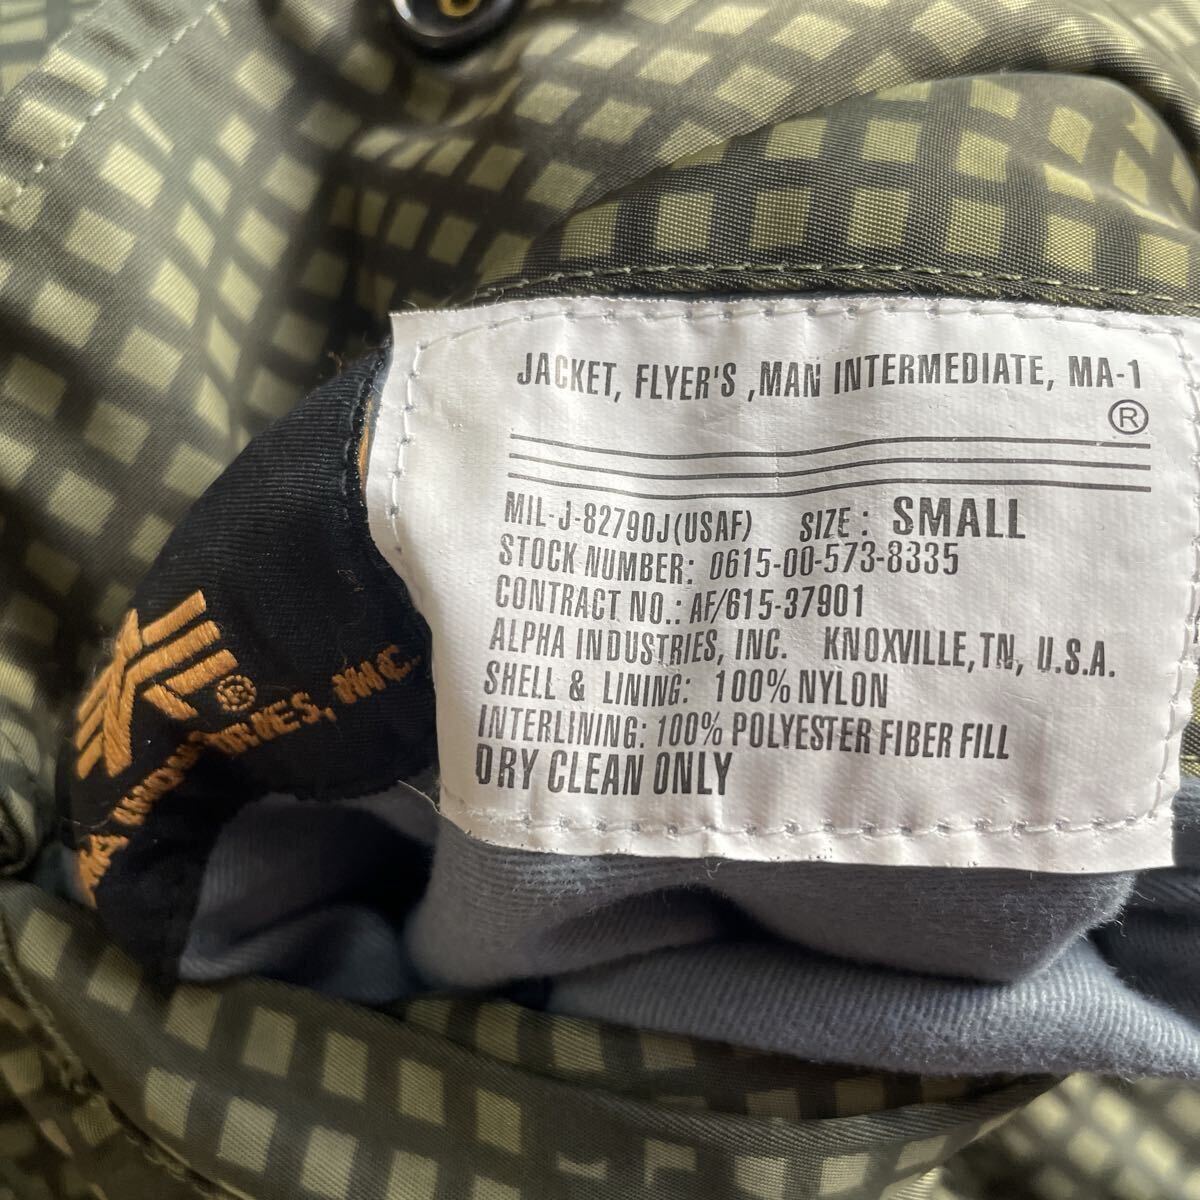 JACKET, FLYER'S ,MAN INTERMEDIATE, MA-1
®
MIL-J-82790J(USAF) SIZE: SMALL
STOCK NUMBER: 0615-00-573-8335
CONTRACT NO.: AF/615-37901
ALPHA INDUSTRIES, INC. KNOXVILLE, TN, U.S.A.
SHELL & LINING: 100% NYLON
INTERLINING: 100% POLYESTER FIBER FILL
DRY CLEAN ONLY
®
INC.